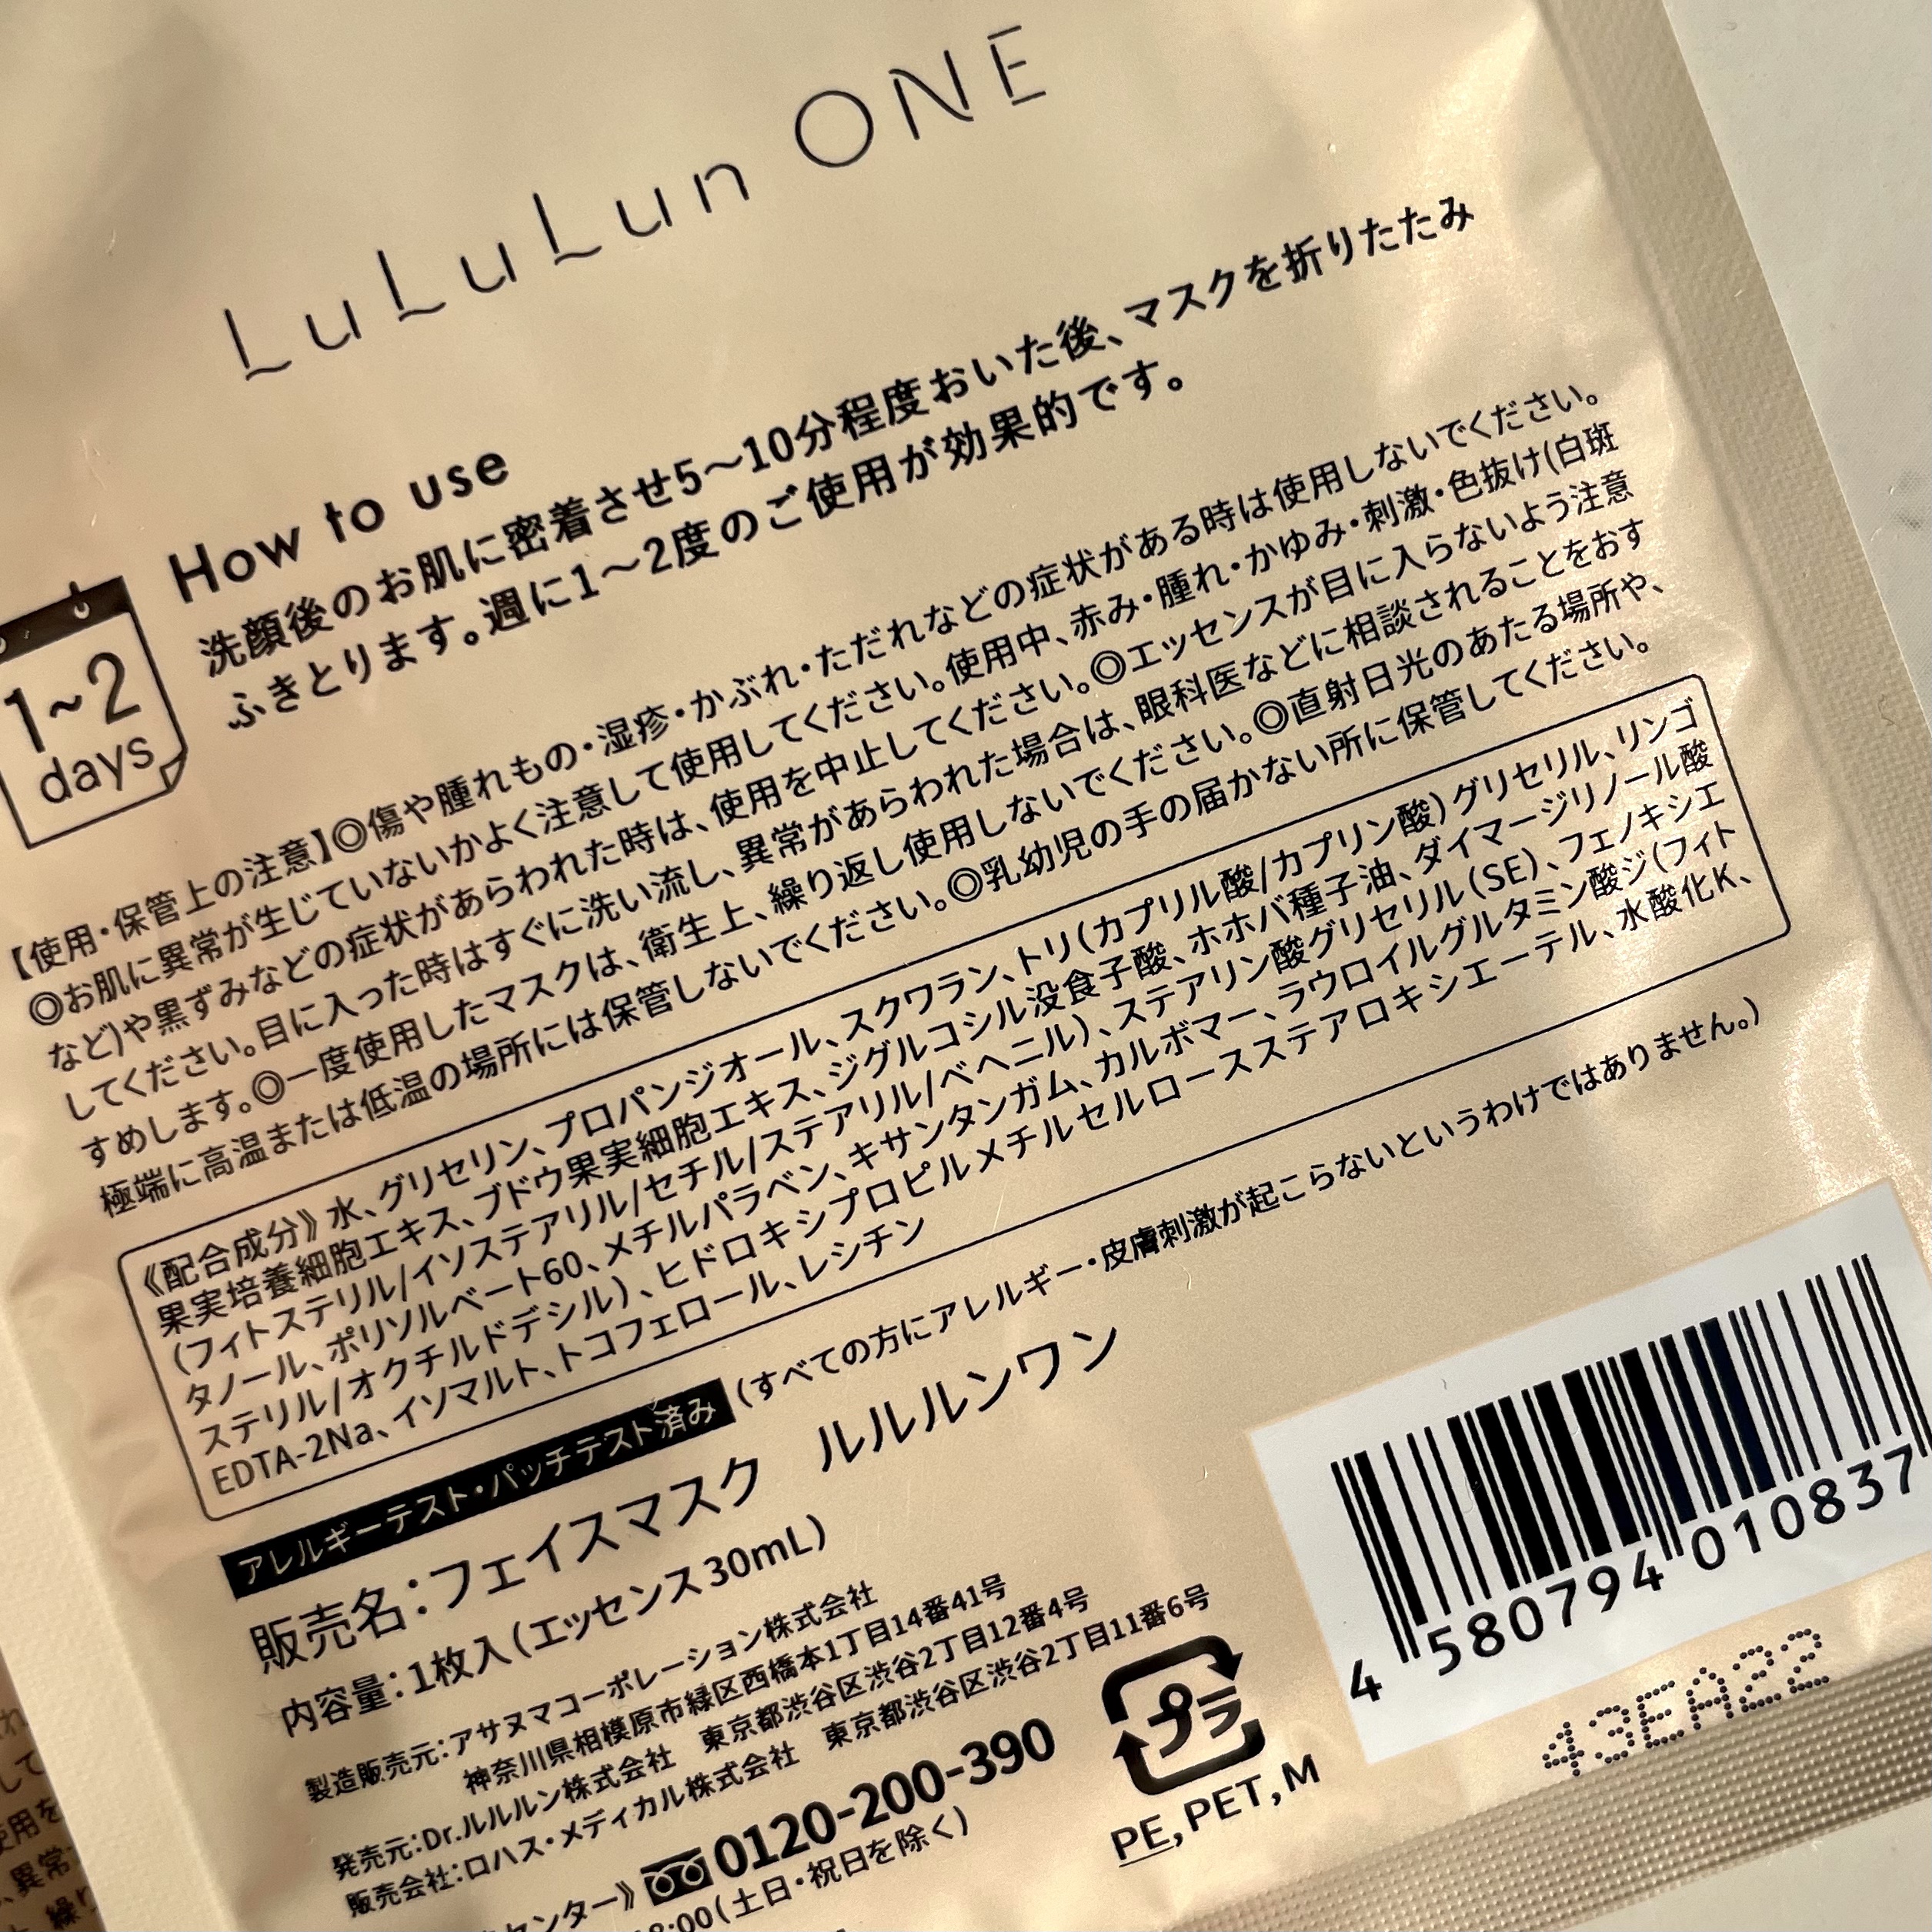 LuLuLun ONE
1~2
days
How to use
洗顔後のお肌に密着させ5〜10分程度おいた後、マスクを折りたたみ
ふきとります。週に1〜2度のご使用が効果的です。
【使用・保管上の注意】◎傷や腫れもの・湿疹・かぶれ・ただれなどの症状がある時は使用しないでください。
◎お肌に異常が生じていないかよく注意して使用してください。使用中、赤み・腫れ・かゆみ・刺激・色抜け(白斑
など)や黒ずみなどの症状があらわれた時は、使用を中止してください。◎エッセンスが目に入らないよう注意
してください。目に入った時はすぐに洗い流し、異常があらわれた場合は、眼科医などに相談されることをおす
すめします。◎一度使用したマスクは、衛生上、繰り返し使用しないでください。◎直射日光のあたる場所や、
極端に高温または低温の場所には保管しないでください。◎乳幼児の手の届かない所に保管してください。
《配合成分》水、グリセリン、プロパンジオール、スクワラン、トリ(カプリル酸/カプリン酸)グリセリル、リンゴ
果実培養細胞エキス、ブドウ果実細胞エキス、ジグルコシル没食子酸、ホホバ種子油、ダイマージリノール酸
(フィトステリル/イソステアリル/セチル/ステアリル/ベヘニル)、ステアリン酸グリセリル(SE)、フェノキシエ
タノール、ポリソルベート60、メチルパラベン、キサンタンガム、カルボマー、ラウロイルグルタミン酸ジ(フィト
ステリル/オクチルドデシル)、ヒドロキシプロピルメチルセルロースステアロキシエーテル、水酸化K、
EDTA-2Na、イソマルト、トコフェロール、レシチン
アレルギーテスト・パッチテスト済み(すべての方にアレルギー・皮膚刺激が起こらないというわけではありません。)
販売名:フェイスマスク ルルルンワン
内容量:1枚入(エッセンス30mL)
製造販売元:アサヌマコーポレーション株式会社
神奈川県相模原市緑区西橋本1丁目14番41号
発売元:Dr.ルルルン株式会社 東京都渋谷区渋谷2丁目12番4号
販売会社:ロハス・メディカル株式会社 東京都渋谷区渋谷2丁目11番6号
センター》0120-200-390
8:00(土日・祝日を除く)
プラ
PE,PET,M
4 580794 010837
43EA22